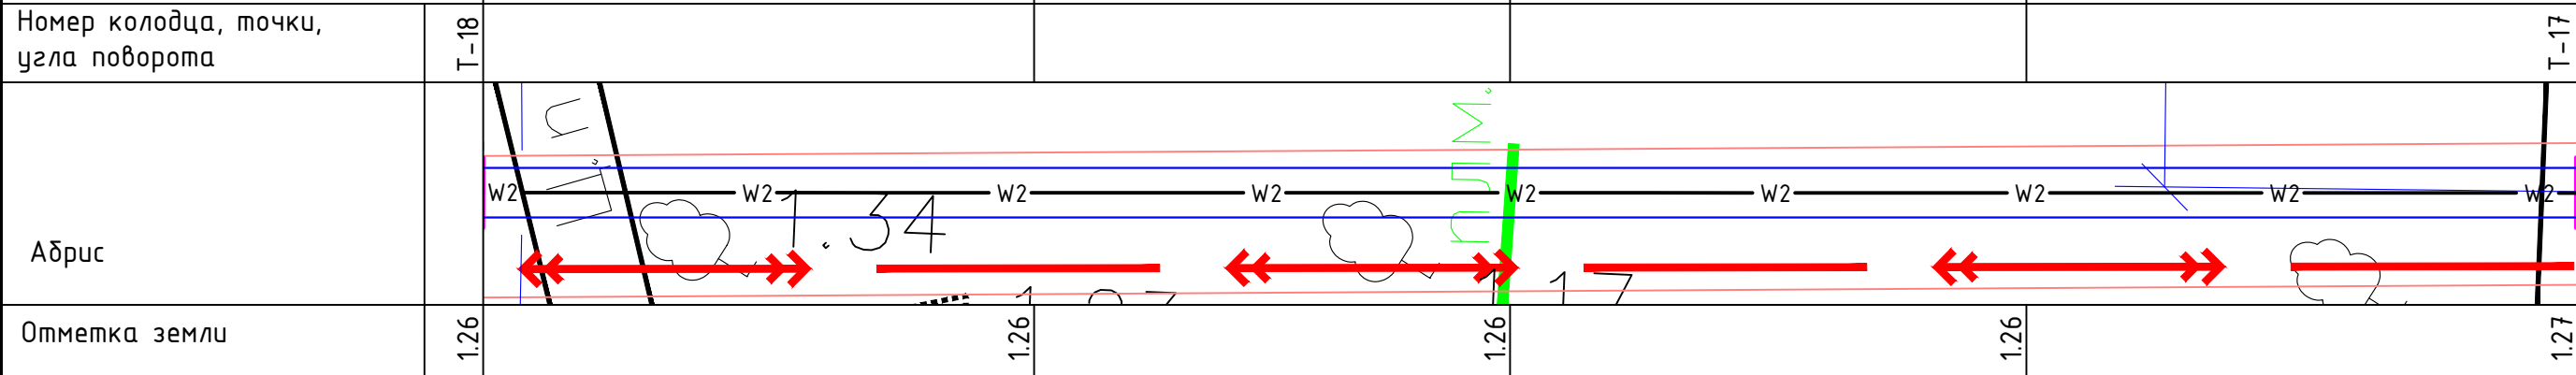 Номер колодца, точки,
угла поворота
Т-18
Т-17
Абрис
W2 W2 W2 W2 W2 W2 W2 W2 W2
1.34
Отметка земли
1.26 1.26 1.26 1.26 1.27